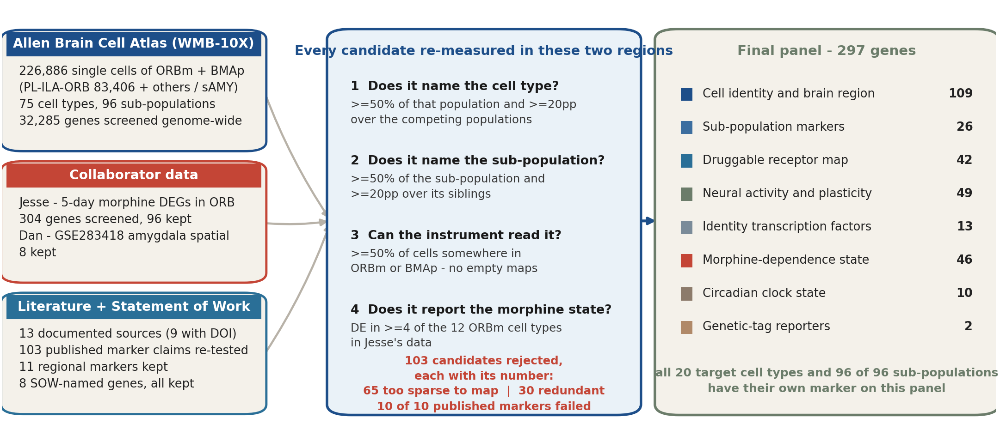 Allen Brain Cell Atlas (WMB-10X)
226,886 single cells of ORBm + BMAp
(PL-ILA-ORB 83,406 + others / sAMY)
75 cell types, 96 sub-populations
32,285 genes screened genome-wide
Collaborator data
Jesse - 5-day morphine DEGs in ORB
304 genes screened, 96 kept
Dan - GSE283418 amygdala spatial
8 kept
Literature + Statement of Work
13 documented sources (9 with DOI)
103 published marker claims re-tested
11 regional markers kept
8 SOW-named genes, all kept
Every candidate re-measured in these two regions
1 Does it name the cell type?
>=50% of that population and >=20pp
over the competing populations
2 Does it name the sub-population?
>=50% of the sub-population and
>=20pp over its siblings
3 Can the instrument read it?
>=50% of cells somewhere in
ORBm or BMAp - no empty maps
4 Does it report the morphine state?
DE in >=4 of the 12 ORBm cell types
in Jesse's data
103 candidates rejected,
each with its number:
65 too sparse to map | 30 redundant
10 of 10 published markers failed
Final panel - 297 genes
Cell identity and brain region 109
Sub-population markers 26
Druggable receptor map 42
Neural activity and plasticity 49
Identity transcription factors 13
Morphine-dependence state 46
Circadian clock state 10
Genetic-tag reporters 2
all 20 target cell types and 96 of 96 sub-populations
have their own marker on this panel